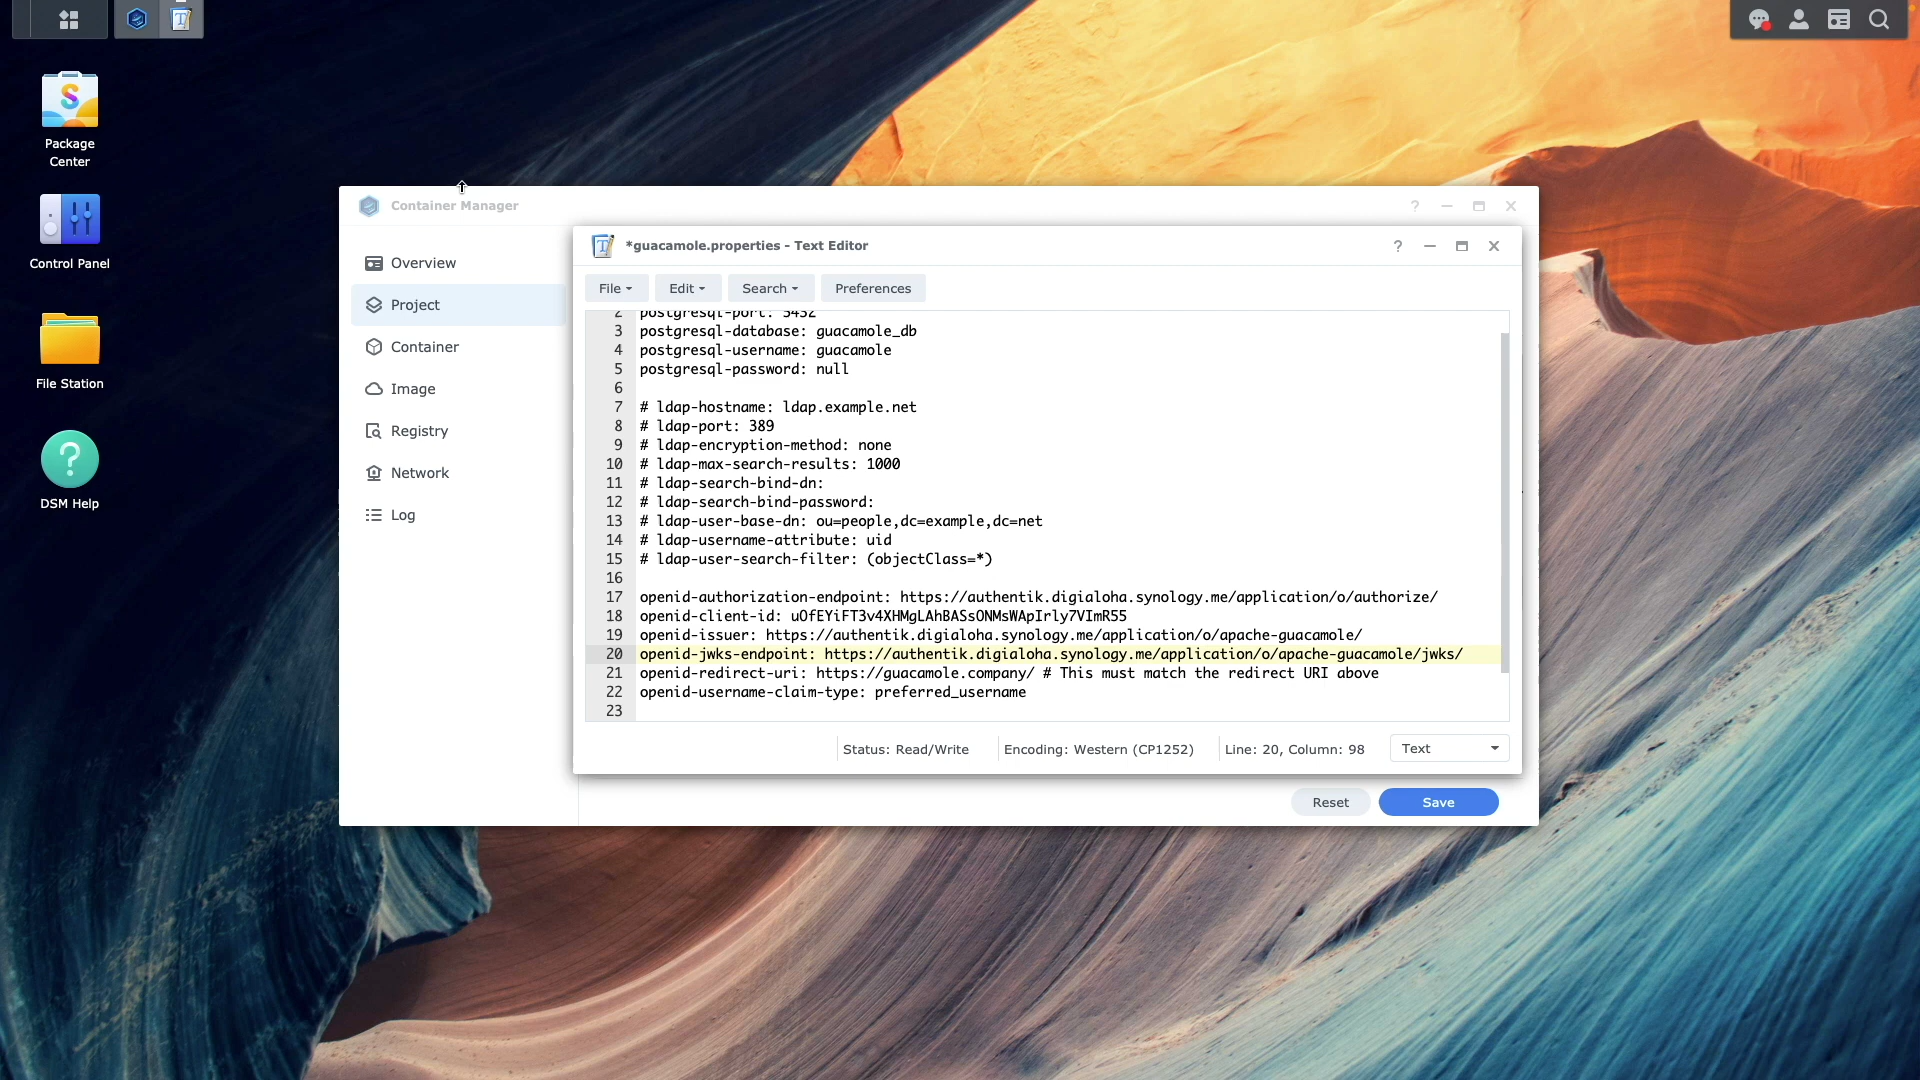 Package
Center
Control Panel
File Station
DSM Help
Container Manager
Overview
Project
Container
Image
Registry
Network
Log
*guacamole.properties - Text Editor
File
Edit
Search
Preferences
2 postgresql-port: 5432
3 postgresql-database: guacamole_db
4 postgresql-username: guacamole
5 postgresql-password: null
6
7 # ldap-hostname: ldap.example.net
8 # ldap-port: 389
9 # ldap-encryption-method: none
10 # ldap-max-search-results: 1000
11 # ldap-search-bind-dn:
12 # ldap-search-bind-password:
13 # ldap-user-base-dn: ou=people,dc=example,dc=net
14 # ldap-username-attribute: uid
15 # ldap-user-search-filter: (objectClass=*)
16
17 openid-authorization-endpoint: https://authentik.digialoha.synology.me/application/o/authorize/
18 openid-client-id: uOfEYiFT3v4XHMgLAhBASsONMsWApIrly7VImR55
19 openid-issuer: https://authentik.digialoha.synology.me/application/o/apache-guacamole/
20 openid-jwks-endpoint: https://authentik.digialoha.synology.me/application/o/apache-guacamole/jwks/
21 openid-redirect-uri: https://guacamole.company/ # This must match the redirect URI above
22 openid-username-claim-type: preferred_username
23
Status: Read/Write
Encoding: Western (CP1252)
Line: 20, Column: 98
Text
Reset
Save